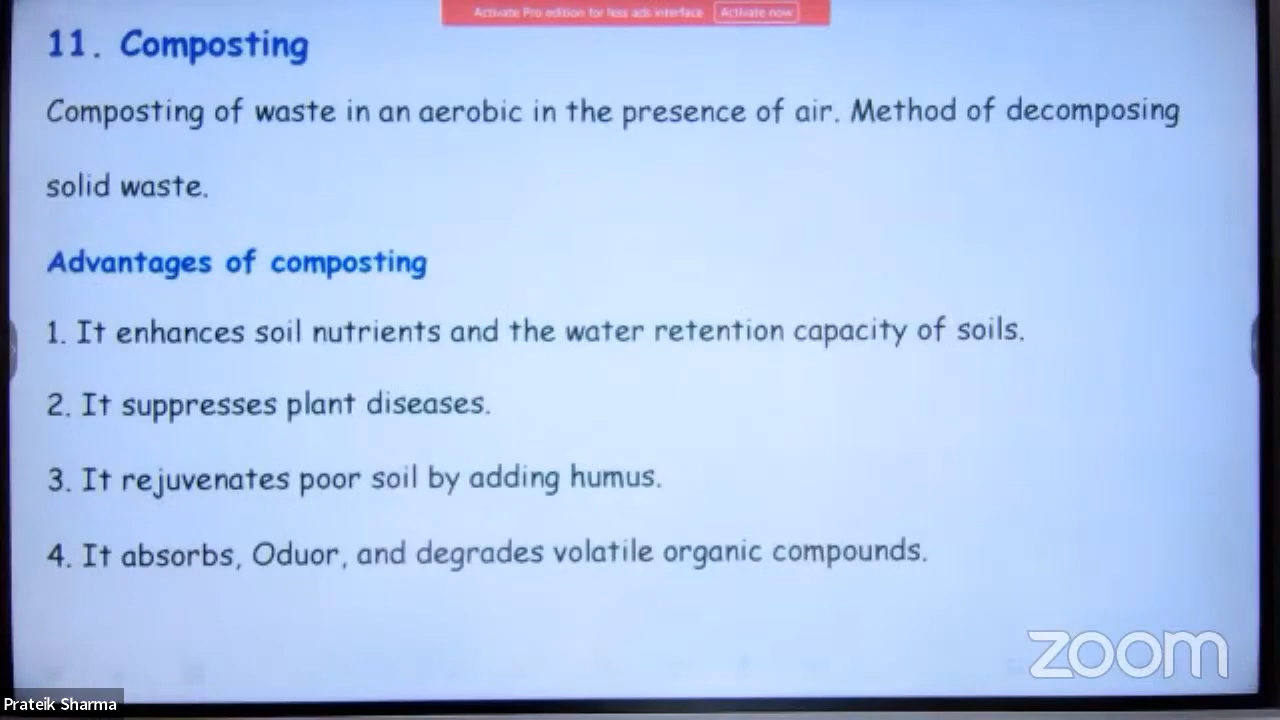 Activate Pro edition for less ads interface Activate now
11. Composting
Composting of waste in an aerobic in the presence of air. Method of decomposing
solid waste.
Advantages of composting
1. It enhances soil nutrients and the water retention capacity of soils.
2. It suppresses plant diseases.
3. It rejuvenates poor soil by adding humus.
4. It absorbs, Oduor, and degrades volatile organic compounds.
zoom
Prateik Sharma